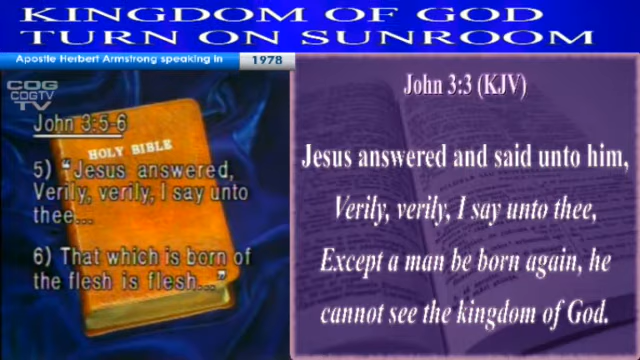 KINGDOM OF GOD
TURN ON SUNROOM
Apostle Herbert Armstrong speaking in 1978
COG
COGTV
TV
John 3:5-6
HOLY BIBLE
5) “Jesus answered,
Verily, verily, I say unto
thee...
6) That which is born of
the flesh is flesh...”
John 3:3 (KJV)
Jesus answered and said unto him,
Verily, verily, I say unto thee,
Except a man be born again, he
cannot see the kingdom of God.